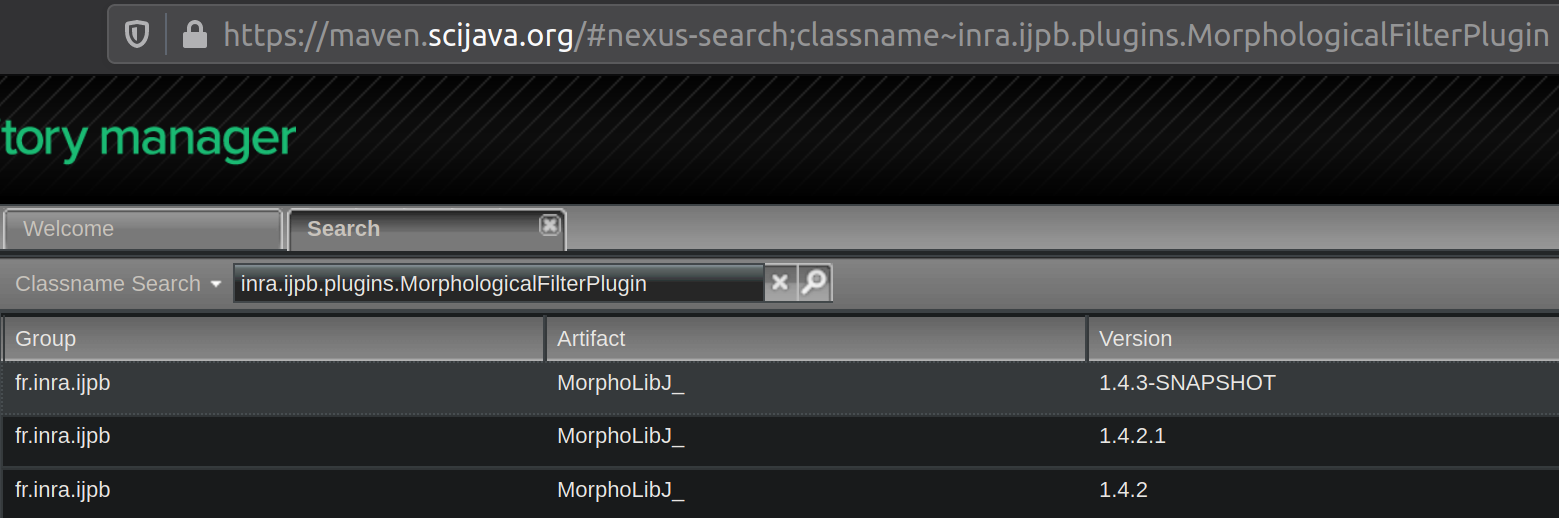 https://maven.scijava.org/#nexus-search;classname~inra.ijpb.plugins.MorphologicalFilterPlugin
tory manager
Welcome Search
Classname Search inra.ijpb.plugins.MorphologicalFilterPlugin
Group Artifact Version
fr.inra.ijpb MorphoLibJ_ 1.4.3-SNAPSHOT
fr.inra.ijpb MorphoLibJ_ 1.4.2.1
fr.inra.ijpb MorphoLibJ_ 1.4.2